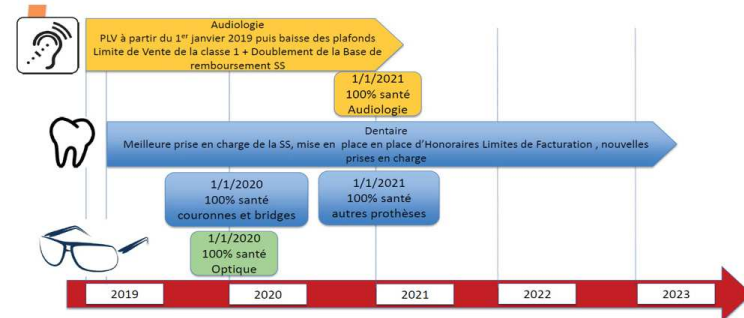 Audiologie
PLV à partir du 1er janvier 2019 puis baisse des plafonds
Limite de Vente de la classe 1 + Doublement de la Base de
remboursement SS
1/1/2021
100% santé
Audiologie
Dentaire
Meilleure prise en charge de la SS, mise en place en place d'Honoraires Limites de Facturation , nouvelles
prises en charge
1/1/2020
100% santé
couronnes et bridges
1/1/2021
100% santé
autres prothèses
1/1/2020
100% santé
Optique
2019
2020
2021
2022
2023